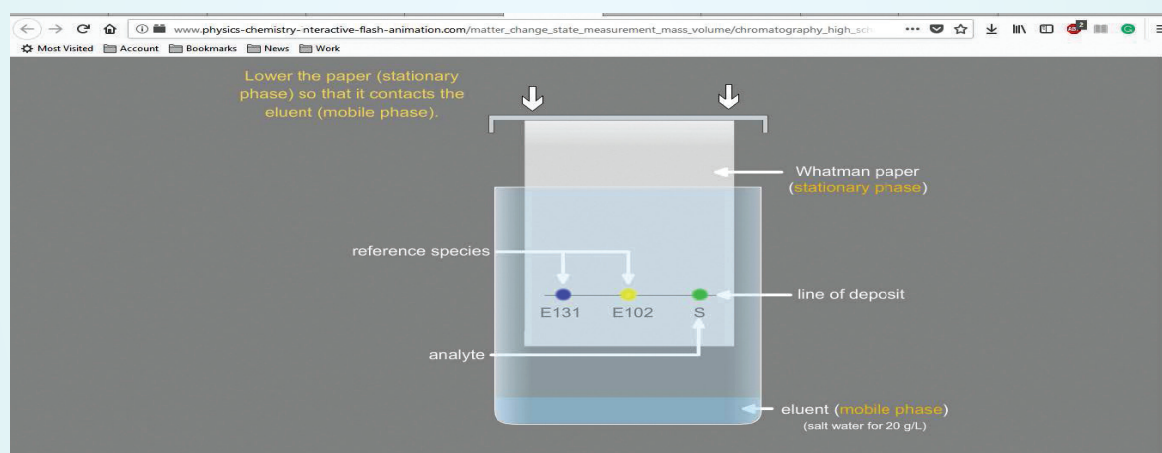 www.physics-chemistry-nteractive-flash-animation.com/matter_change_state_measurement_mass_volume/chromatography_high_sch
Most Visited Account Bookmarks News Work
Lower the paper (stationary
phase) so that it contacts the
eluent (mobile phase).
Whatman paper
(stationary phase)
reference species
line of deposit
E131 E102 S
analyte
eluent (mobile phase)
(salt water for 20 g/L)